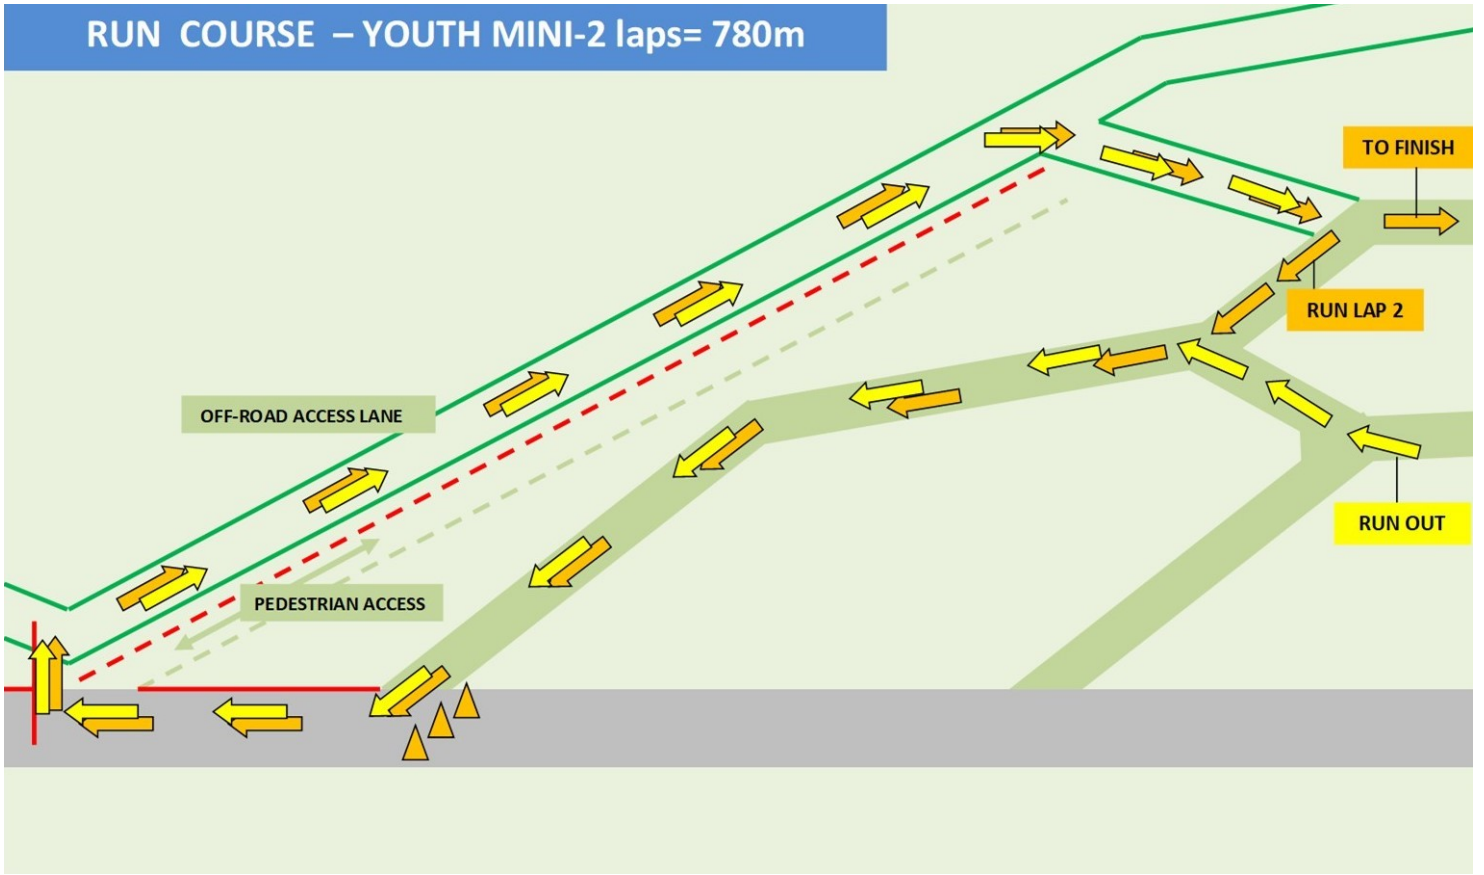 RUN COURSE – YOUTH MINI-2 laps= 780m
TO FINISH
RUN LAP 2
OFF-ROAD ACCESS LANE
RUN OUT
PEDESTRIAN ACCESS